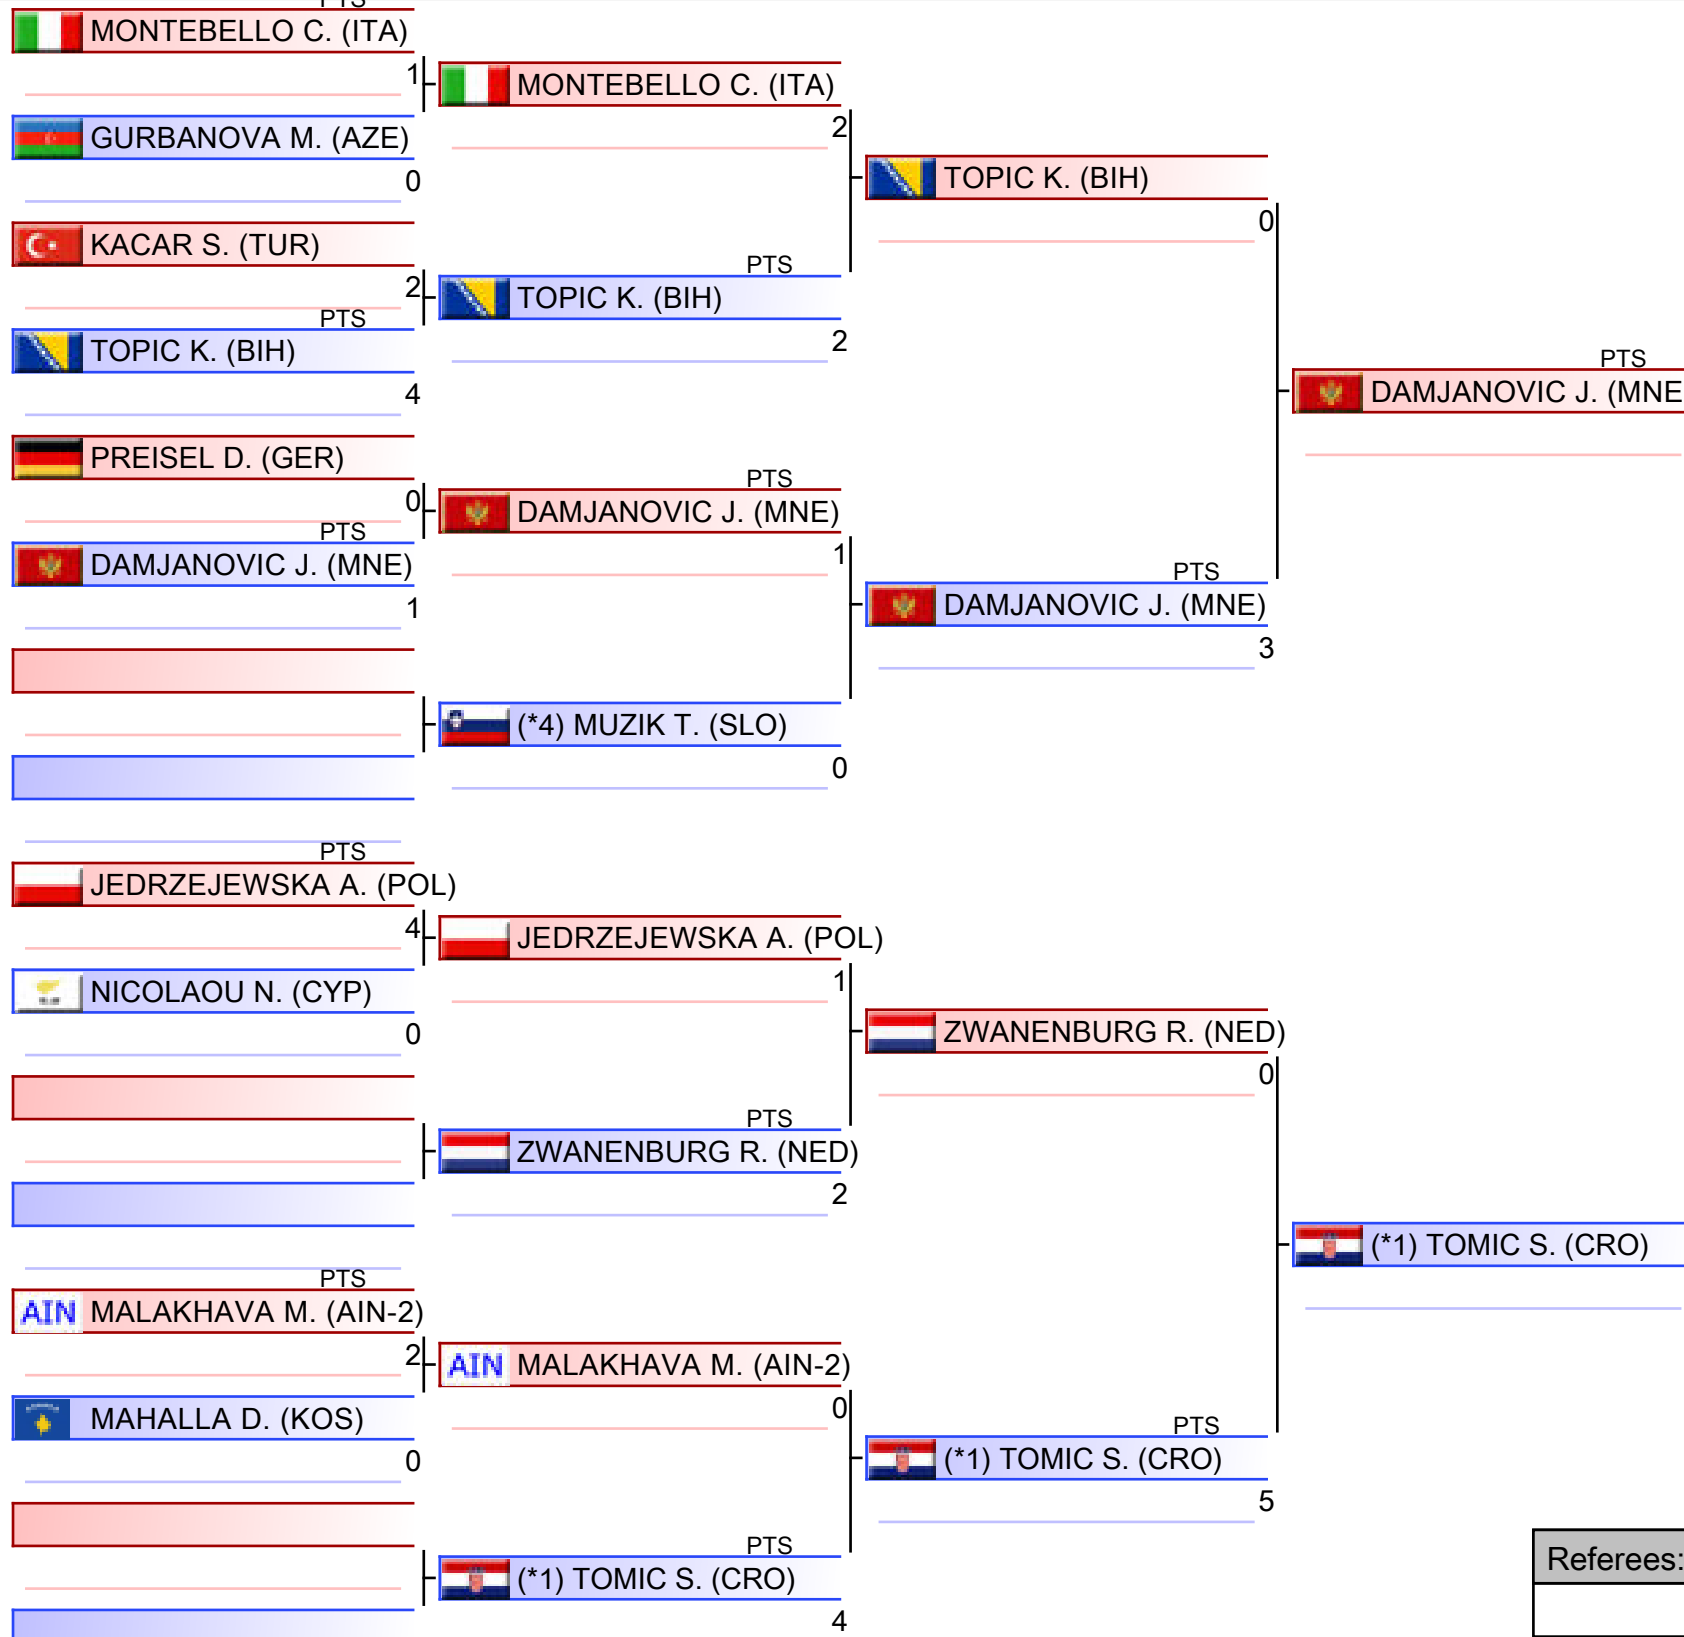 PTS
MONTEBELLO C. (ITA)
1
GURBANOVA M. (AZE)
0
KACAR S. (TUR)
2
PTS
TOPIC K. (BIH)
4
PREISEL D. (GER)
0
PTS
DAMJANOVIC J. (MNE)
1
PTS
JEDRZEJEWSKA A. (POL)
4
NICOLAOU N. (CYP)
0
PTS
AIN MALAKHAVA M. (AIN-2)
2
MAHALLA D. (KOS)
0
MONTEBELLO C. (ITA)
2
PTS
TOPIC K. (BIH)
2
PTS
DAMJANOVIC J. (MNE)
1
(*4) MUZIK T. (SLO)
0
JEDRZEJEWSKA A. (POL)
1
PTS
ZWANENBURG R. (NED)
2
AIN MALAKHAVA M. (AIN-2)
0
PTS
(*1) TOMIC S. (CRO)
4
TOPIC K. (BIH)
0
PTS
DAMJANOVIC J. (MNE)
3
ZWANENBURG R. (NED)
0
PTS
(*1) TOMIC S. (CRO)
5
PTS
DAMJANOVIC J. (MNE
(*1) TOMIC S. (CRO)
Referees: